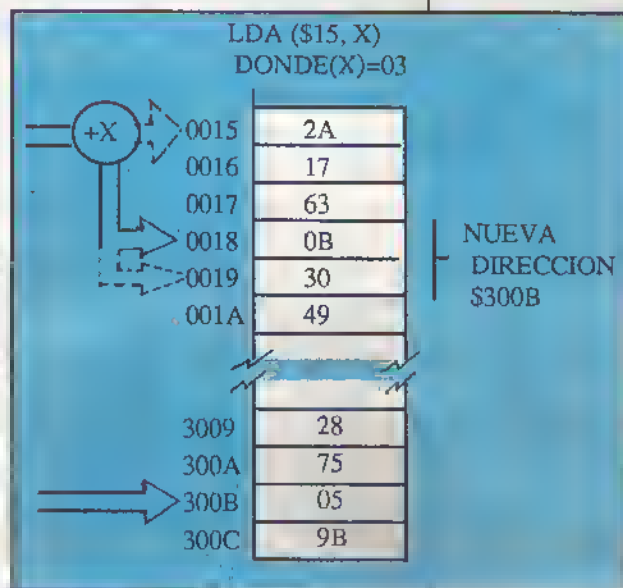 LDA ($15, X)
DONDE(X)=03
+X
0015 2A
0016 17
0017 63
0018 0B
0019 30
001A 49
NUEVA
DIRECCION
$300B
3009 28
300A 75
300B 05
300C 9B